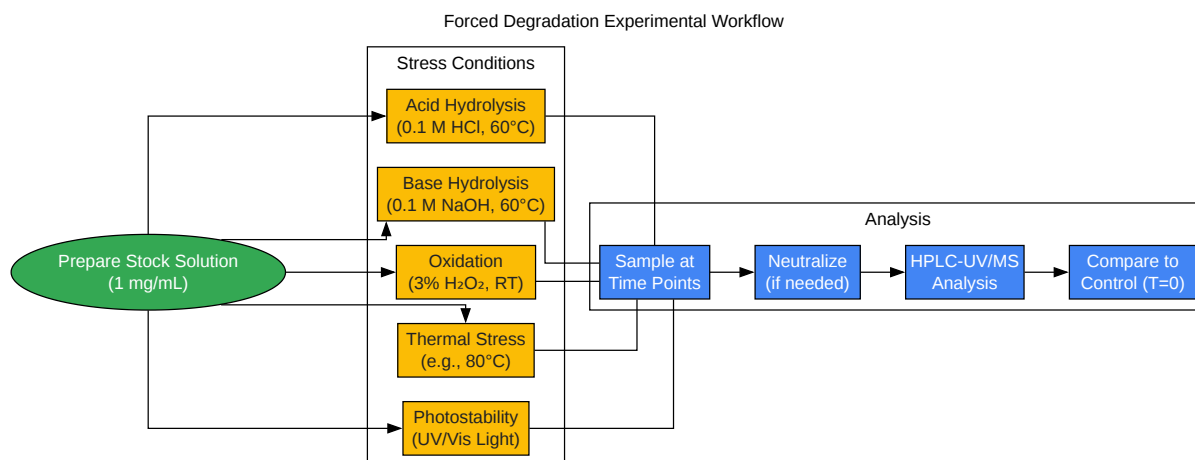 Forced Degradation Experimental Workflow
Stress Conditions
Acid Hydrolysis
(0.1 M HCl, 60°C)
Base Hydrolysis
(0.1 M NaOH, 60°C)
Analysis
Prepare Stock Solution
(1 mg/mL)
Oxidation
(3% H₂O₂, RT)
Sample at
Time Points
Neutralize
(if needed)
HPLC-UV/MS
Analysis
Compare to
Control (T=0)
Thermal Stress
(e.g., 80°C)
Photostability
(UV/Vis Light)